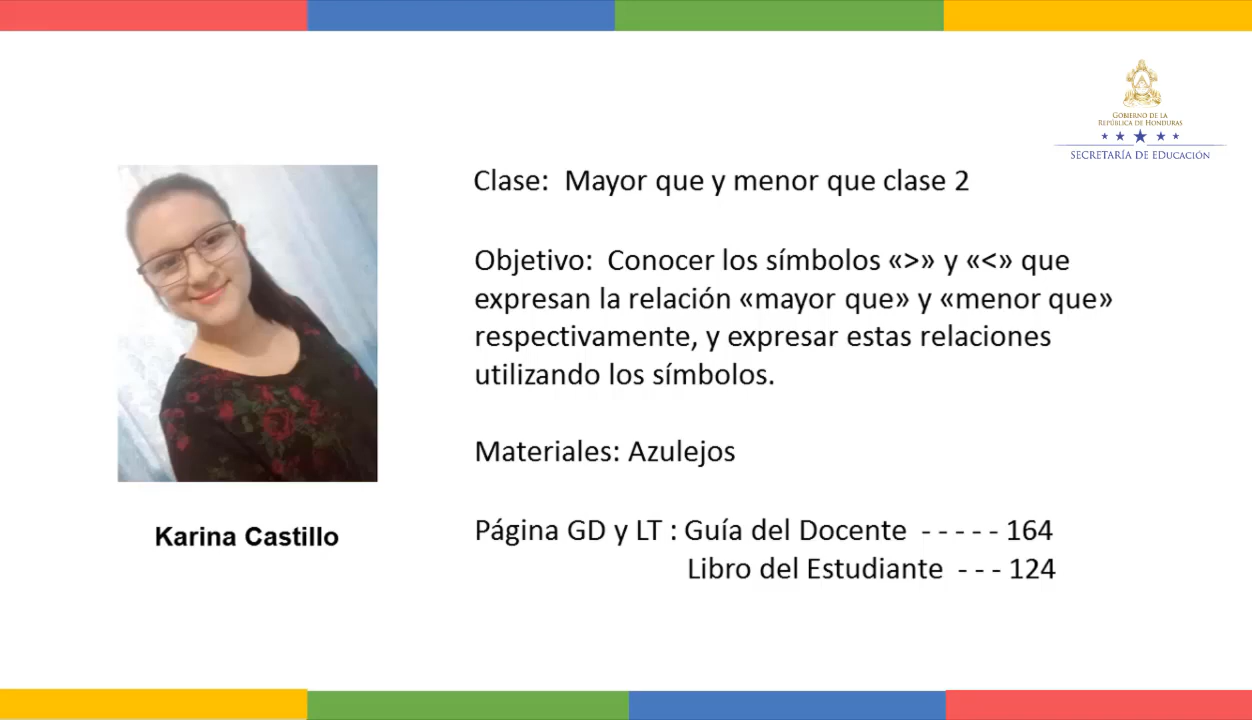 GOBIERNO DE LA
REPÚBLICA DE HONDURAS
SECRETARÍA DE EDUCACIÓN
Clase:  Mayor que y menor que clase 2
Objetivo:  Conocer los símbolos «>» y «<» que
expresan la relación «mayor que» y «menor que»
respectivamente, y expresar estas relaciones
utilizando los símbolos.
Materiales: Azulejos
Página GD y LT : Guía del Docente  - - - - - 164
Libro del Estudiante  - - - 124
Karina Castillo